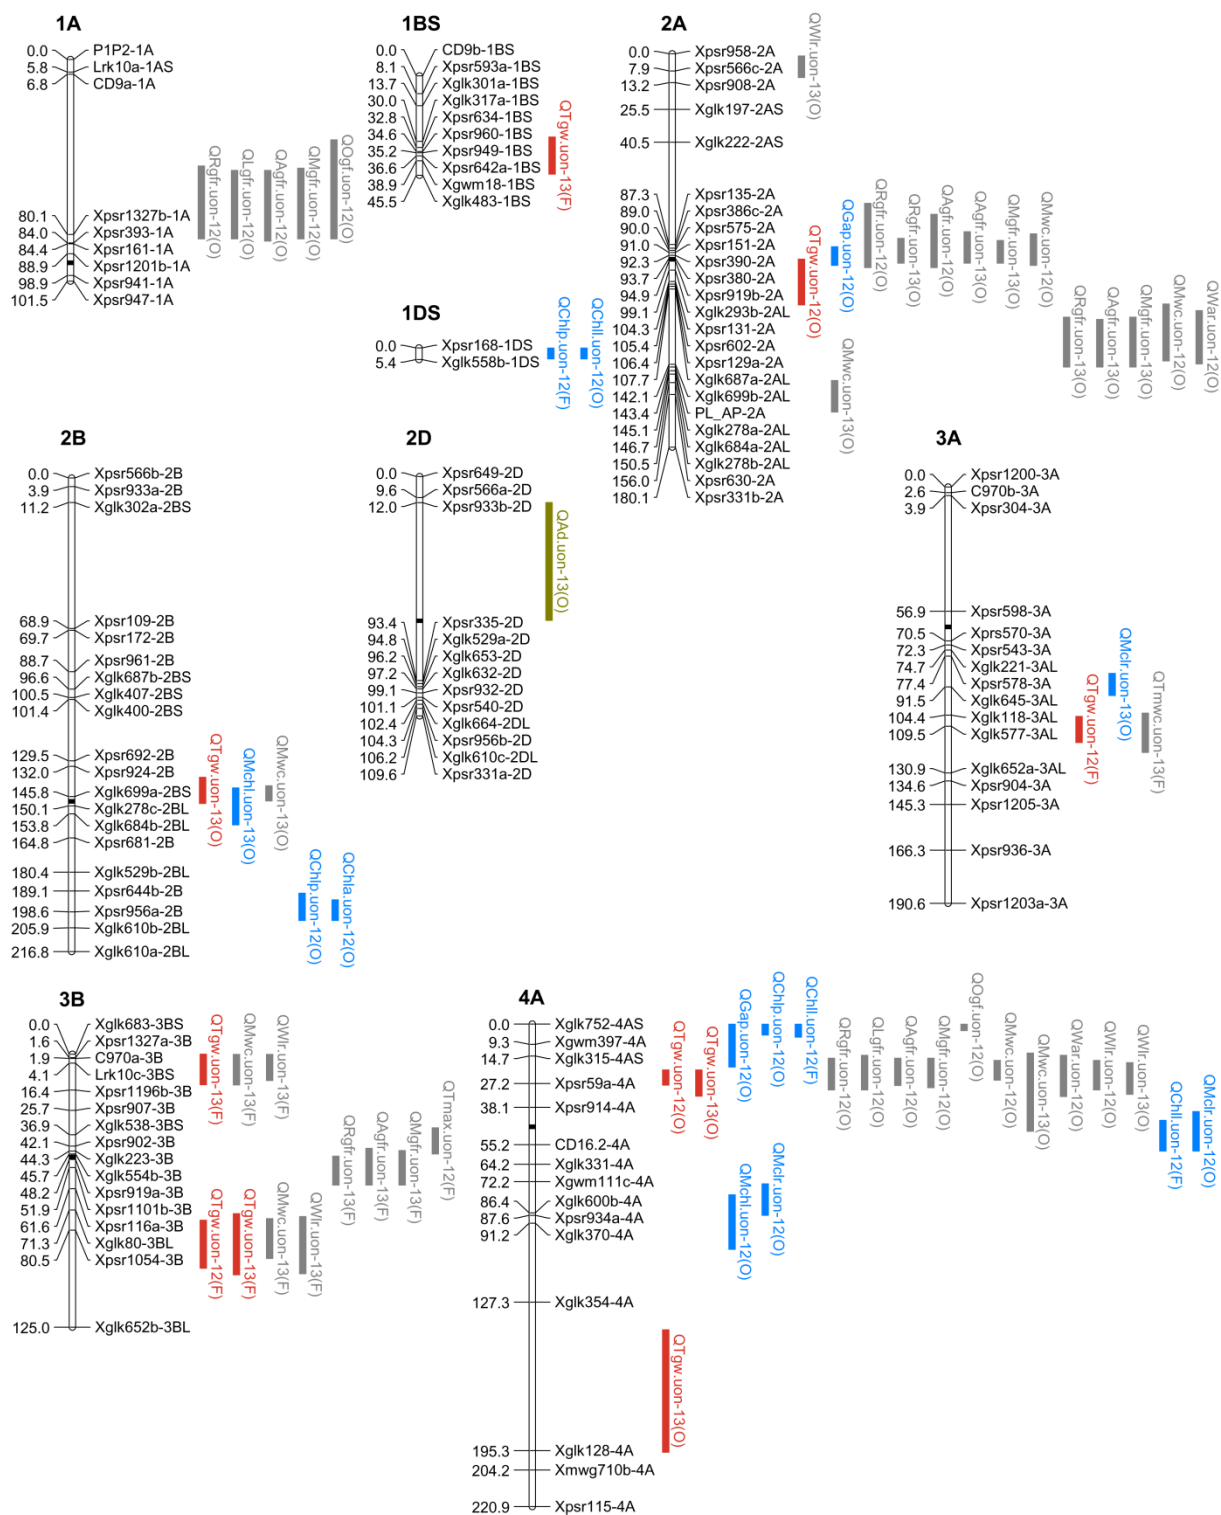 1A
0.0 P1P2-1A
5.8 Lrk10a-1AS
6.8 CD9a-1A
80.1 Xpsr1327b-1A
84.0 Xpsr393-1A
84.4 Xpsr161-1A
88.9 Xpsr1201b-1A
98.9 Xpsr941-1A
101.5 Xpsr947-1A
QRgfr.uon-12(O)
QLgfr.uon-12(O)
QAgfr.uon-12(O)
QMgfr.uon-12(O)
QOgf.uon-12(O)
1BS
0.0 CD9b-1BS
8.1 Xpsr593a-1BS
13.7 Xglk301a-1BS
30.0 Xglk317a-1BS
32.8 Xpsr634-1BS
34.6 Xpsr960-1BS
35.2 Xpsr949-1BS
36.6 Xpsr642a-1BS
38.9 Xgwm18-1BS
45.5 Xglk483-1BS
QTgw.uon-13(F)
1DS
0.0 Xpsr168-1DS
5.4 Xglk558b-1DS
QChlp.uon-12(F)
QChll.uon-12(O)
2A
0.0 Xpsr958-2A
7.9 Xpsr566c-2A
13.2 Xpsr908-2A
25.5 Xglk197-2AS
40.5 Xglk222-2AS
87.3 Xpsr135-2A
89.0 Xpsr386c-2A
90.0 Xpsr575-2A
91.0 Xpsr151-2A
92.3 Xpsr390-2A
93.7 Xpsr380-2A
94.9 Xpsr919b-2A
99.1 Xglk293b-2AL
104.3 Xpsr131-2A
105.4 Xpsr602-2A
106.4 Xpsr129a-2A
107.7 Xglk687a-2AL
142.1 Xglk699b-2AL
143.4 PL_AP-2A
145.1 Xglk278a-2AL
146.7 Xglk684a-2AL
150.5 Xglk278b-2AL
156.0 Xpsr630-2A
180.1 Xpsr331b-2A
QWlr.uon-13(O)
QTgw.uon-12(O)
QGap.uon-12(O)
QRgfr.uon-12(O)
QRgfr.uon-13(O)
QAgfr.uon-12(O)
QAgfr.uon-13(O)
QMgfr.uon-13(O)
QMwc.uon-12(O)
QRgfr.uon-13(O)
QAgfr.uon-13(O)
QMgfr.uon-13(O)
QMwc.uon-12(O)
QWar.uon-12(O)
QMwc.uon-13(O)
2B
0.0 Xpsr566b-2B
3.9 Xpsr933a-2B
11.2 Xglk302a-2BS
68.9 Xpsr109-2B
69.7 Xpsr172-2B
88.7 Xpsr961-2B
96.6 Xglk687b-2BS
100.5 Xglk407-2BS
101.4 Xglk400-2BS
129.5 Xpsr692-2B
132.0 Xpsr924-2B
145.8 Xglk699a-2BS
150.1 Xglk278c-2BL
153.8 Xglk684b-2BL
164.8 Xpsr681-2B
180.4 Xglk529b-2BL
189.1 Xpsr644b-2B
198.6 Xpsr956a-2B
205.9 Xglk610b-2BL
216.8 Xglk610a-2BL
QTgw.uon-13(O)
QMchl.uon-13(O)
QMwc.uon-13(O)
QChlp.uon-12(O)
QChla.uon-12(O)
2D
0.0 Xpsr649-2D
9.6 Xpsr566a-2D
12.0 Xpsr933b-2D
93.4 Xpsr335-2D
94.8 Xglk529a-2D
96.2 Xglk653-2D
97.2 Xglk632-2D
99.1 Xpsr932-2D
101.1 Xpsr540-2D
102.4 Xglk664-2DL
104.3 Xpsr956b-2D
106.2 Xglk610c-2DL
109.6 Xpsr331a-2D
QAd.uon-13(O)
3A
0.0 Xpsr1200-3A
2.6 C970b-3A
3.9 Xpsr304-3A
56.9 Xpsr598-3A
70.5 Xprs570-3A
72.3 Xpsr543-3A
74.7 Xglk221-3AL
77.4 Xpsr578-3A
91.5 Xglk645-3AL
104.4 Xglk118-3AL
109.5 Xglk577-3AL
130.9 Xglk652a-3AL
134.6 Xpsr904-3A
145.3 Xpsr1205-3A
166.3 Xpsr936-3A
190.6 Xpsr1203a-3A
QTgw.uon-12(F)
QMclr.uon-13(O)
QTmwc.uon-13(F)
3B
0.0 Xglk683-3BS
1.6 Xpsr1327a-3B
1.9 C970a-3B
4.1 Lrk10c-3BS
16.4 Xpsr1196b-3B
25.7 Xpsr907-3B
36.9 Xglk538-3BS
42.1 Xpsr902-3B
44.3 Xglk223-3B
45.7 Xglk554b-3B
48.2 Xpsr919a-3B
51.9 Xpsr1101b-3B
61.6 Xpsr116a-3B
71.3 Xglk80-3BL
80.5 Xpsr1054-3B
125.0 Xglk652b-3BL
QTgw.uon-13(F)
QMwc.uon-13(F)
QWlr.uon-13(F)
QTgw.uon-12(F)
QTgw.uon-13(F)
QMwc.uon-13(F)
QWlr.uon-13(F)
QRgfr.uon-13(F)
QAgfr.uon-13(F)
QMgfr.uon-13(F)
QTmax.uon-12(F)
4A
0.0 Xglk752-4AS
9.3 Xgwm397-4A
14.7 Xglk315-4AS
27.2 Xpsr59a-4A
38.1 Xpsr914-4A
55.2 CD16.2-4A
64.2 Xglk331-4A
72.2 Xgwm111c-4A
86.4 Xglk600b-4A
87.6 Xpsr934a-4A
91.2 Xglk370-4A
127.3 Xglk354-4A
195.3 Xglk128-4A
204.2 Xmwg710b-4A
220.9 Xpsr115-4A
QTgw.uon-12(O)
QTgw.uon-13(O)
QGap.uon-12(O)
QChlp.uon-12(O)
QChll.uon-12(F)
QRgfr.uon-12(O)
QLgfr.uon-12(O)
QAgfr.uon-12(O)
QMgfr.uon-12(O)
QOgf.uon-12(O)
QMwc.uon-12(O)
QMwc.uon-13(O)
QWar.uon-12(O)
QWlr.uon-12(O)
QWlr.uon-13(O)
QChll.uon-12(F)
QMclr.uon-12(O)
QMchl.uon-12(O)
QMclr.uon-12(O)
QTgw.uon-13(O)